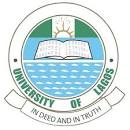 UNIVERSITY OF LAGOS
IN DEED AND IN TRUTH